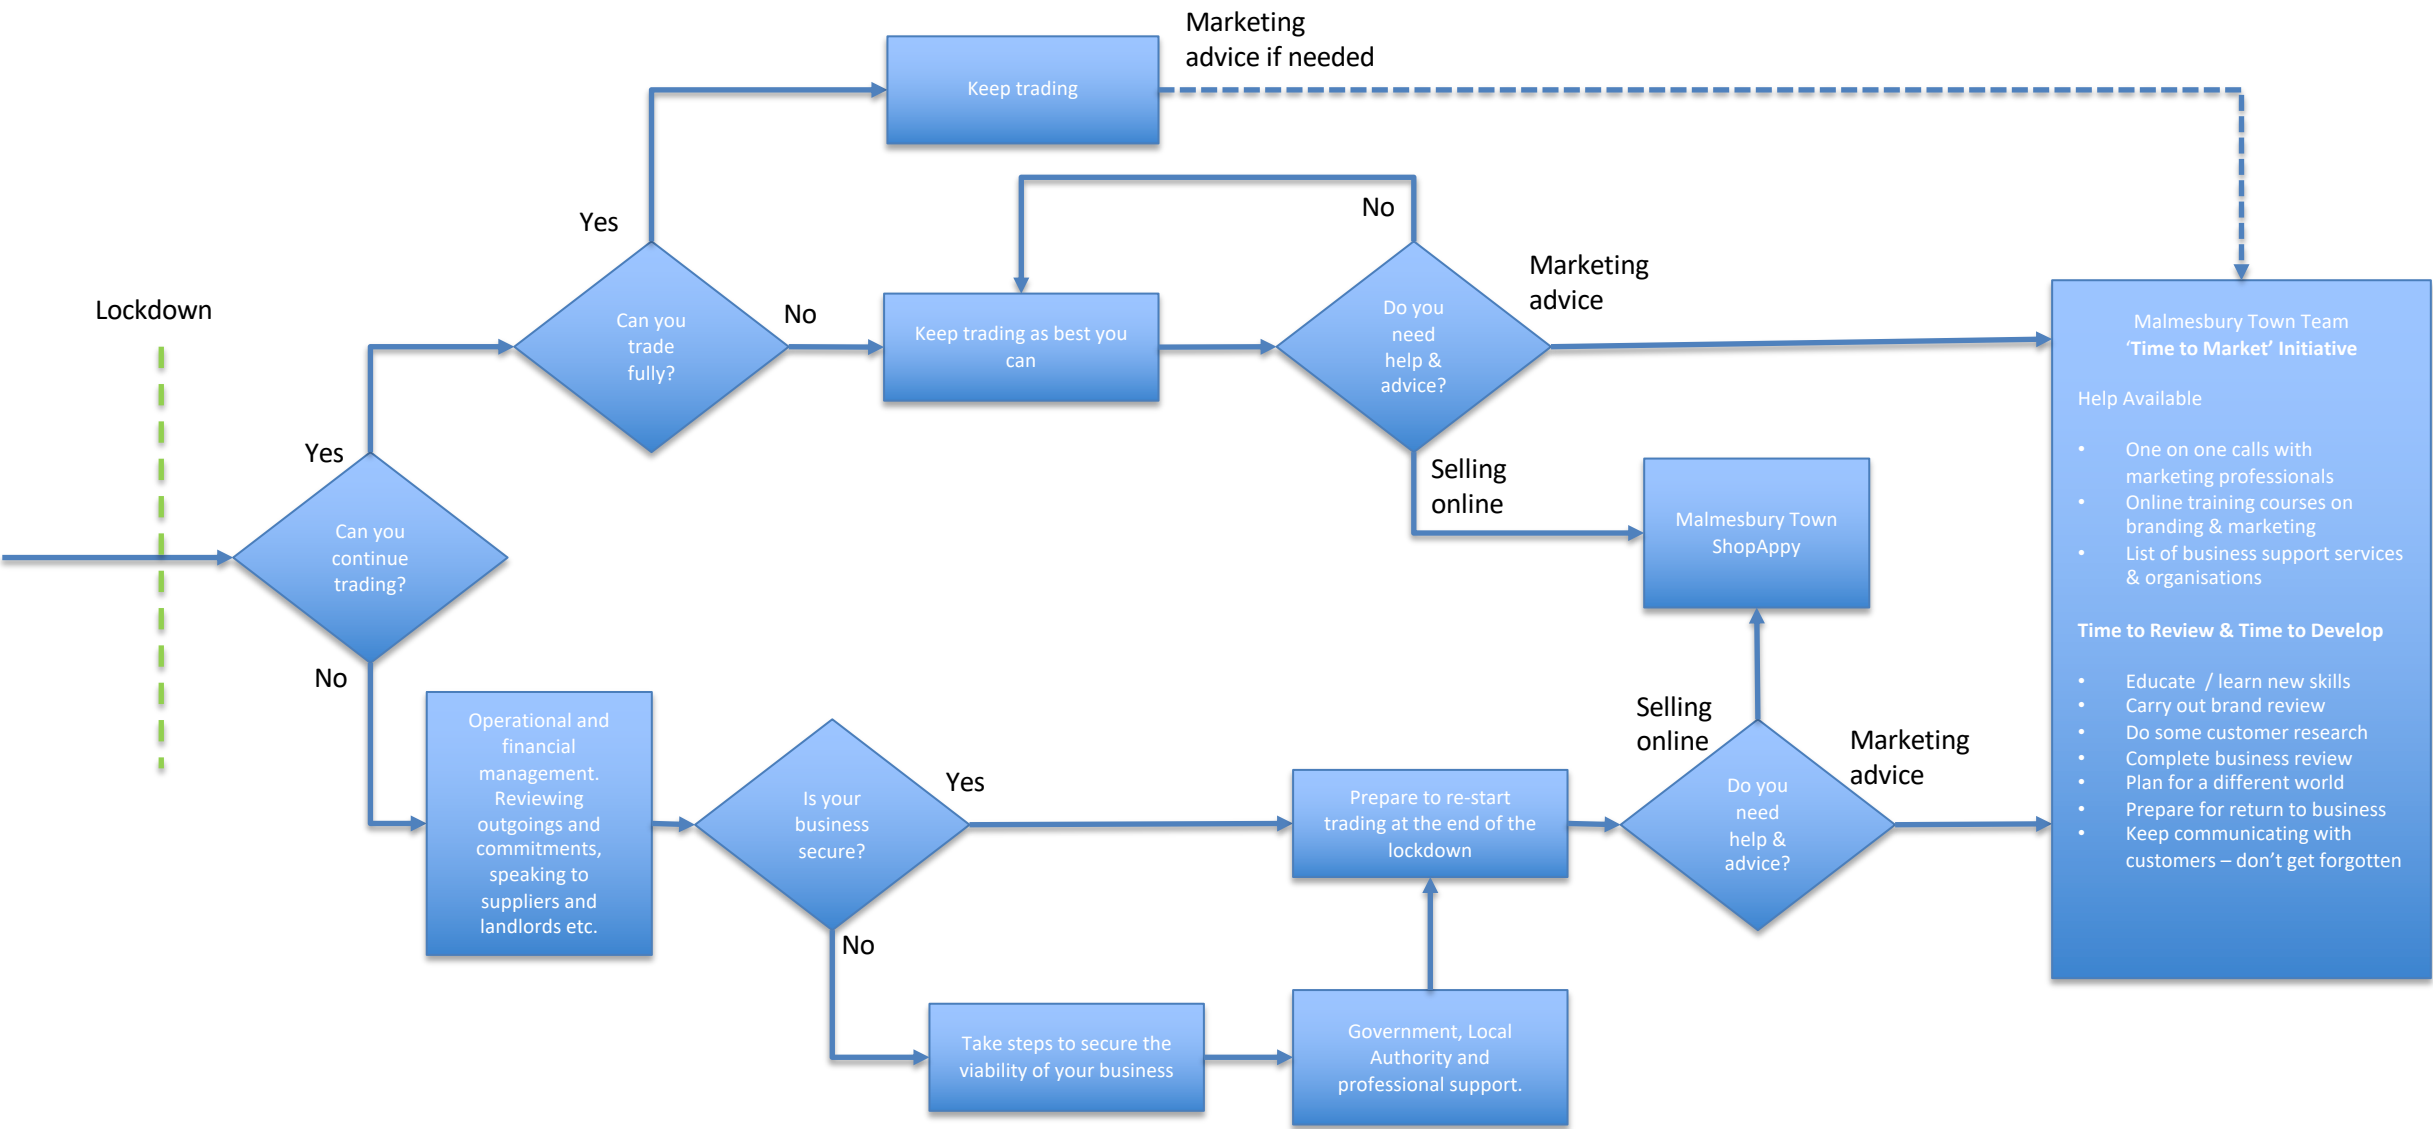 Marketing
advice if needed
Keep trading
Yes
No
Lockdown
Can you
trade
fully?
No
Keep trading as best you
can
Do you
need
help &
advice?
Marketing
advice
Yes
Can you
continue
trading?
No
Selling
online
Malmesbury Town
ShopAppy
Malmesbury Town Team
‘Time to Market’ Initiative
Help Available
• One on one calls with
marketing professionals
• Online training courses on
branding & marketing
• List of business support services
& organisations
Time to Review & Time to Develop
• Educate / learn new skills
• Carry out brand review
• Do some customer research
• Complete business review
• Plan for a different world
• Prepare for return to business
• Keep communicating with
customers – don’t get forgotten
Operational and
financial
management.
Reviewing
outgoings and
commitments,
speaking to
suppliers and
landlords etc.
Is your
business
secure?
Yes
No
Prepare to re-start
trading at the end of the
lockdown
Selling
online
Do you
need
help &
advice?
Marketing
advice
Take steps to secure the
viability of your business
Government, Local
Authority and
professional support.